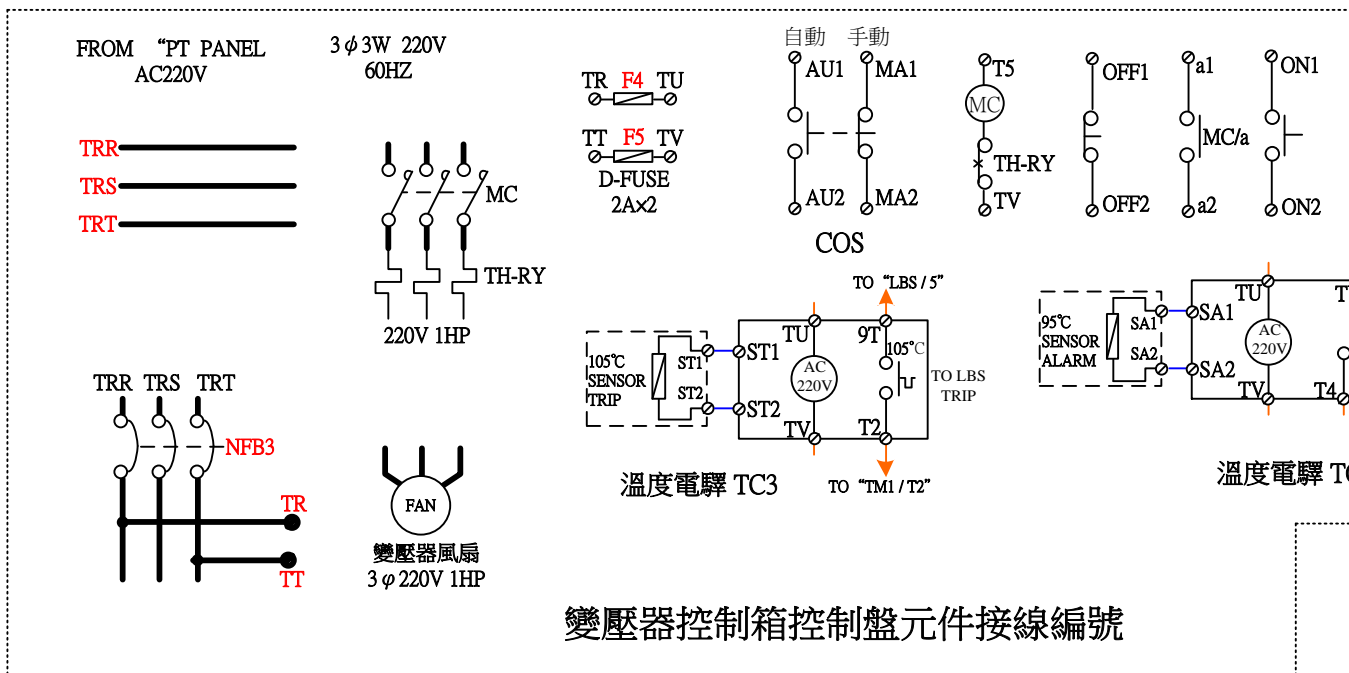 FROM “PT PANEL
AC220V
3φ3W 220V
60HZ
TRR
TRS
TRT
MC
TH-RY
220V 1HP
TR F4 TU
TT F5 TV
D-FUSE
2A×2
自動 手動
AU1 MA1
AU2 MA2
COS
T5
MC
TH-RY
TV
OFF1
OFF2
a1
MC/a
a2
ON1
ON2
TRR TRS TRT
NFB3
TR
TT
FAN
變壓器風扇
3φ220V 1HP
105℃
SENSOR
TRIP
ST1
ST2
ST1
ST2
TU
AC
220V
TV
TO “LBS / 5”
9T
105℃
T2
TO LBS
TRIP
TO “TM1 / T2”
溫度電驛 TC3
95℃
SENSOR
ALARM
SA1
SA2
SA1
SA2
TU
AC
220V
TV
T4
溫度電驛
變壓器控制箱控制盤元件接線編號